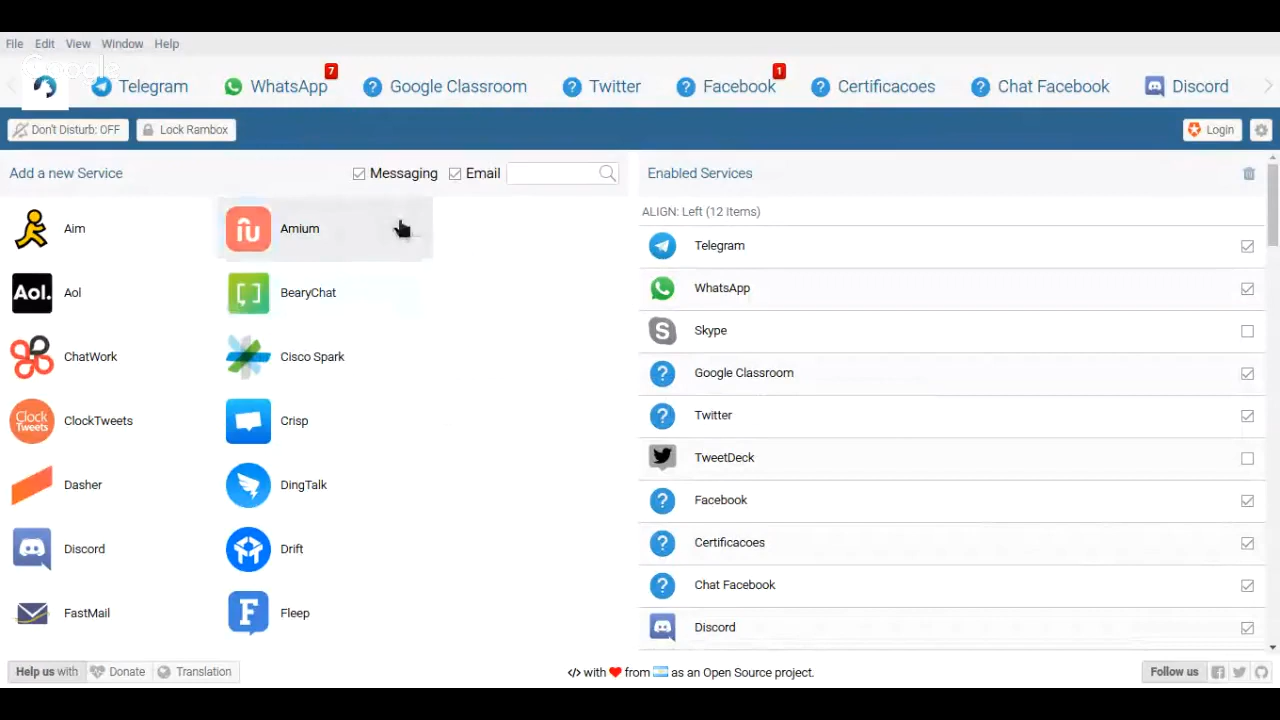 File Edit View Window Help
Google
Telegram WhatsApp 7 Google Classroom Twitter Facebook 1 Certificacoes Chat Facebook Discord
Don't Disturb: OFF Lock Rambox Login
Add a new Service Messaging Email
Aim Amium
Aol. Aol BearyChat
ChatWork Cisco Spark
Clock Tweets ClockTweets Crisp
Dasher DingTalk
Discord Drift
FastMail F Fleep
Enabled Services
ALIGN: Left (12 Items)
Telegram
WhatsApp
S Skype
? Google Classroom
? Twitter
TweetDeck
? Facebook
? Certificacoes
? Chat Facebook
Discord
Help us with Donate Translation
</> with from as an Open Source project.
Follow us